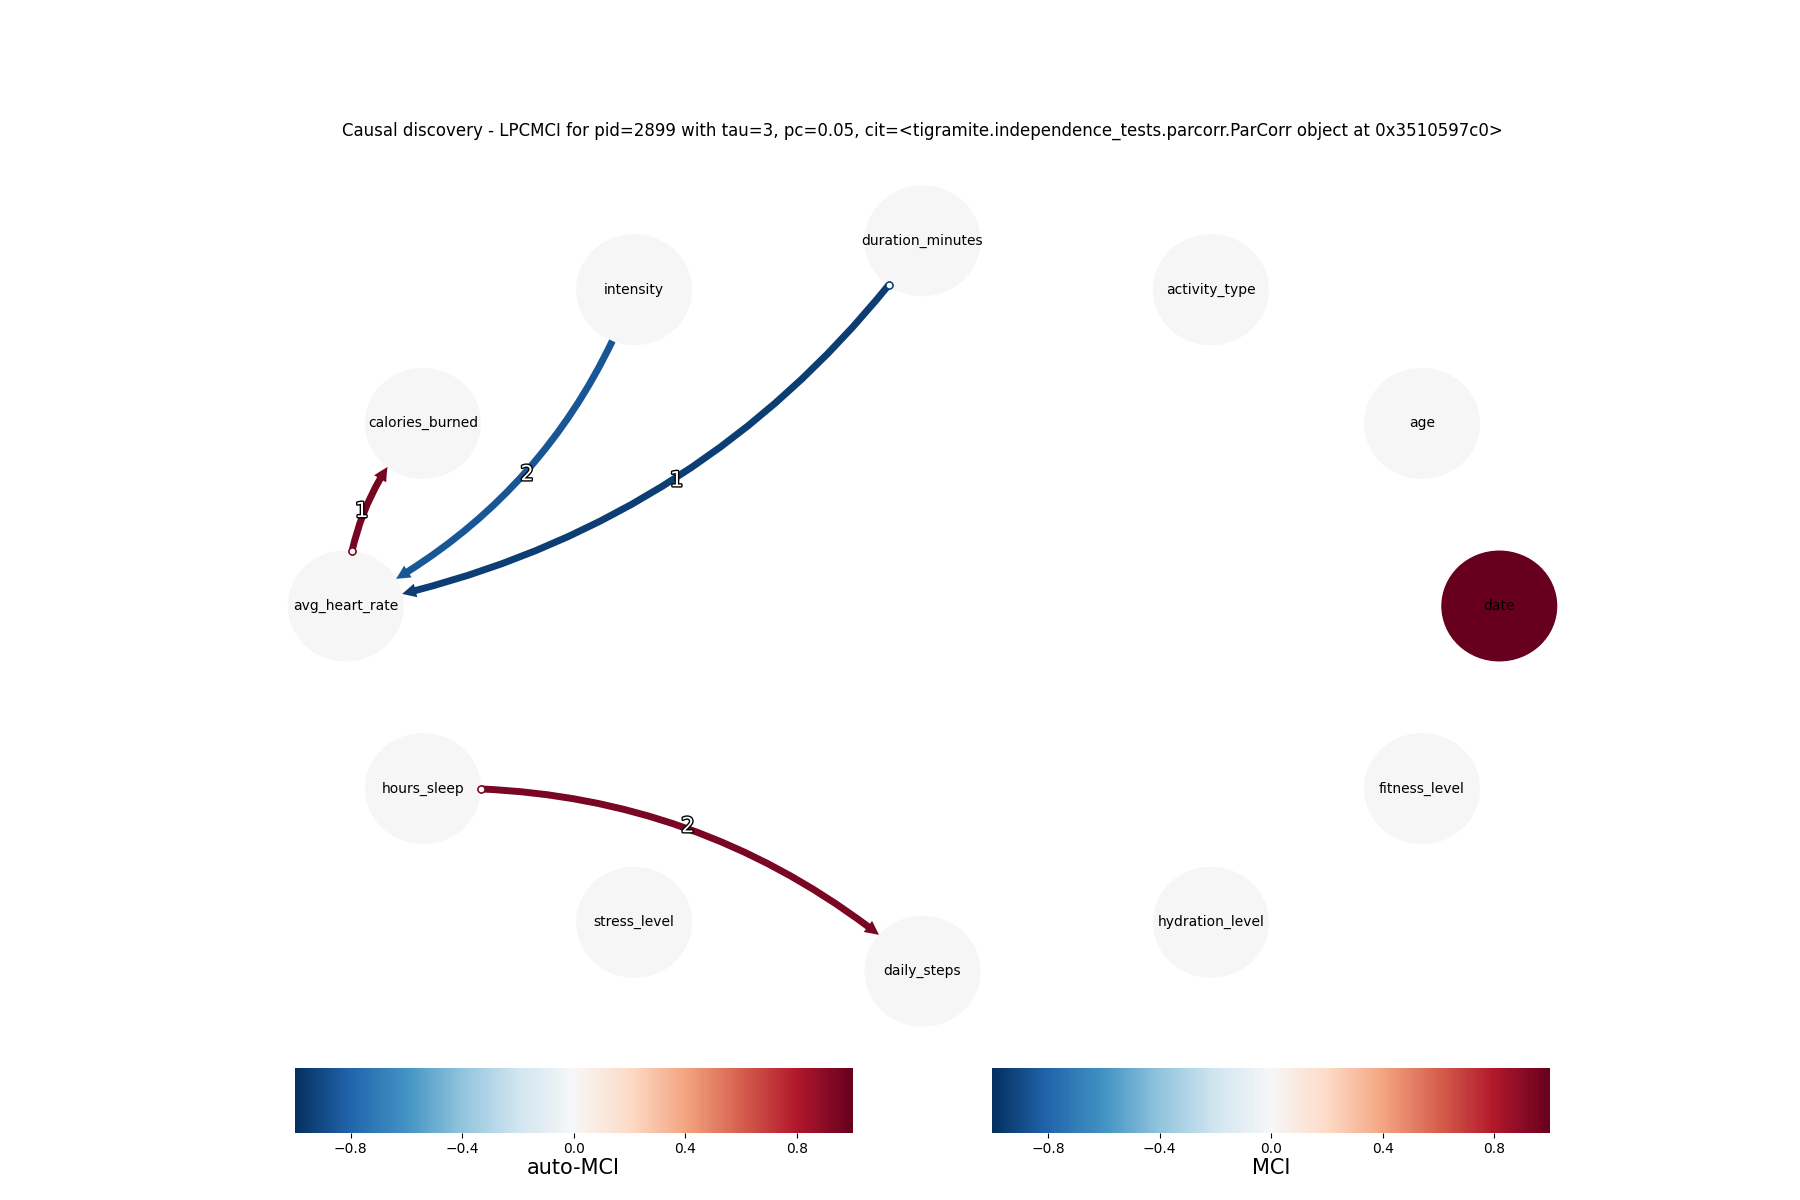 Causal discovery - LPCMCI for pid=2899 with tau=3, pc=0.05, cit=<tigramite.independence_tests.parcorr.ParCorr object at 0x3510597c0>
duration_minutes
intensity
activity_type
calories_burned
age
2
1
1
avg_heart_rate
date
hours_sleep
fitness_level
2
stress_level
hydration_level
daily_steps
−0.8 −0.4 0.0 0.4 0.8
auto-MCI
−0.8 −0.4 0.0 0.4 0.8
MCI